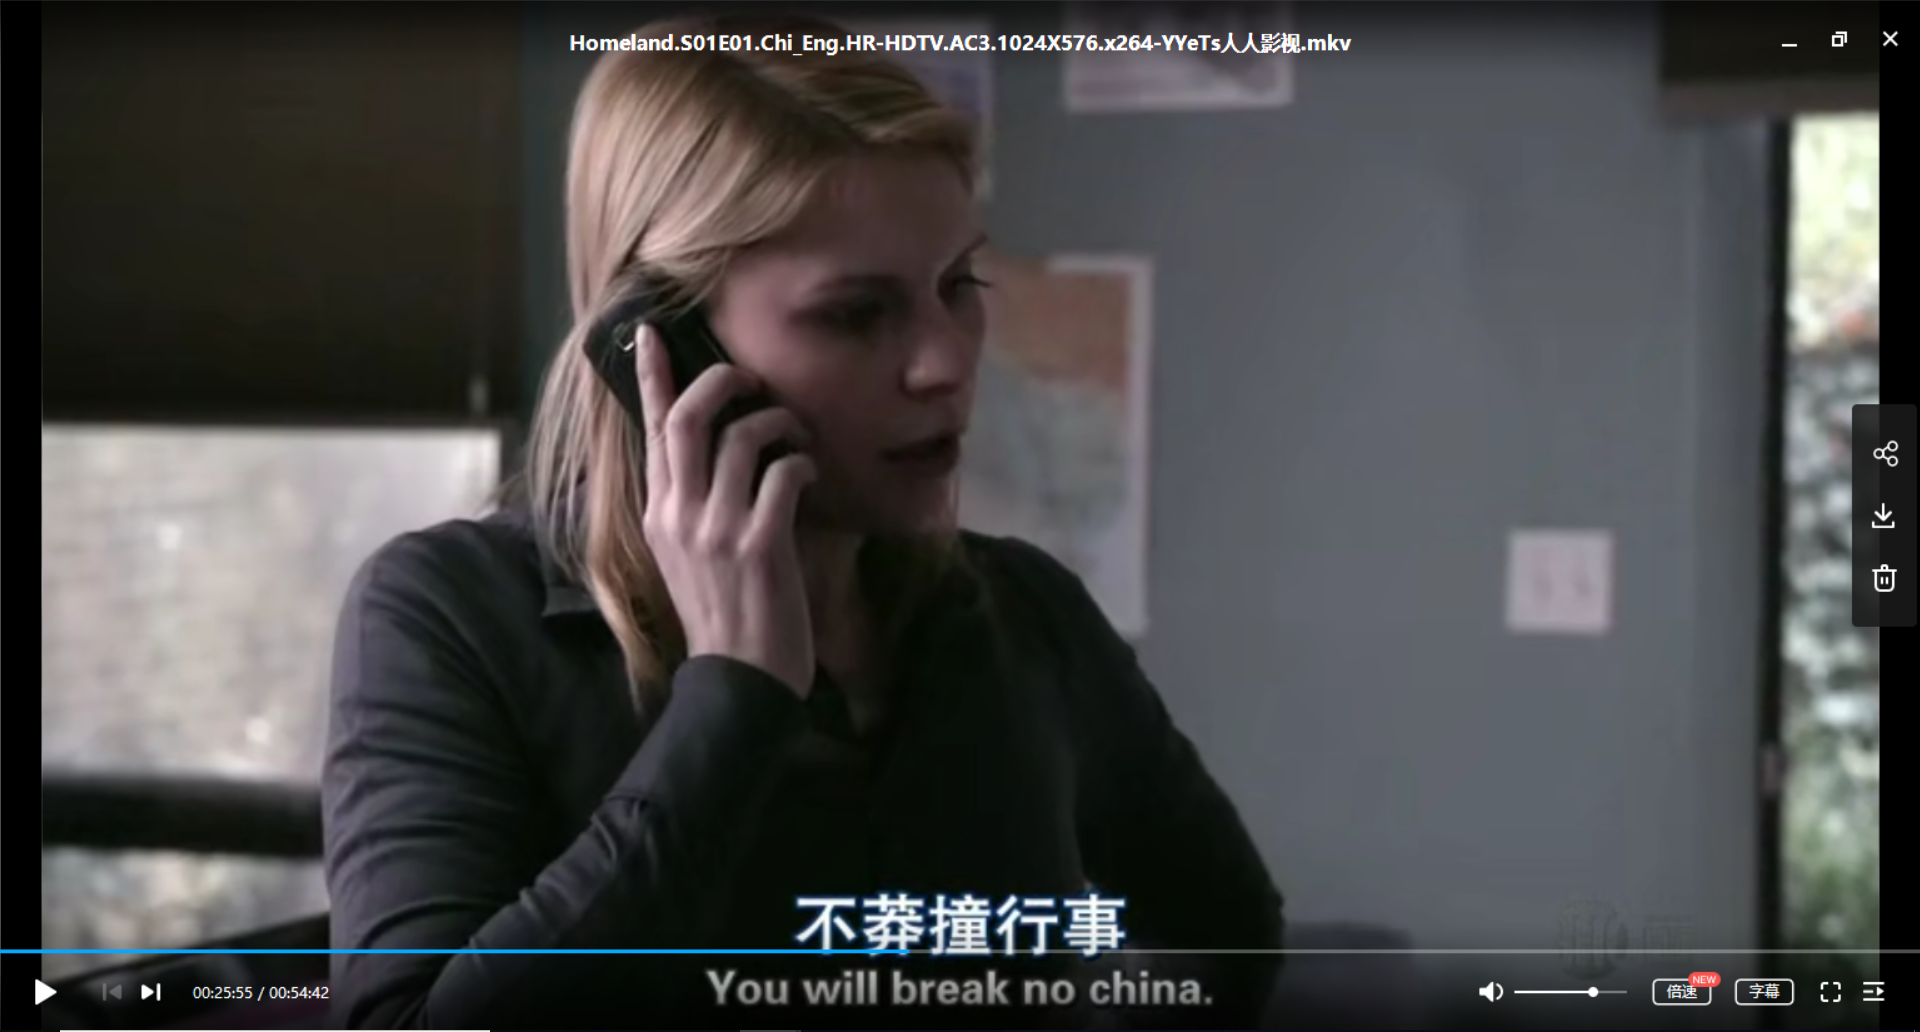 Homeland.S01E01.Chi_Eng.HR-HDTV.AC3.1024X576.x264-YYeTs人人影视.mkv
不莽撞行事
You will break no china.
00:25:55 / 00:54:42
倍速
NEW
字幕